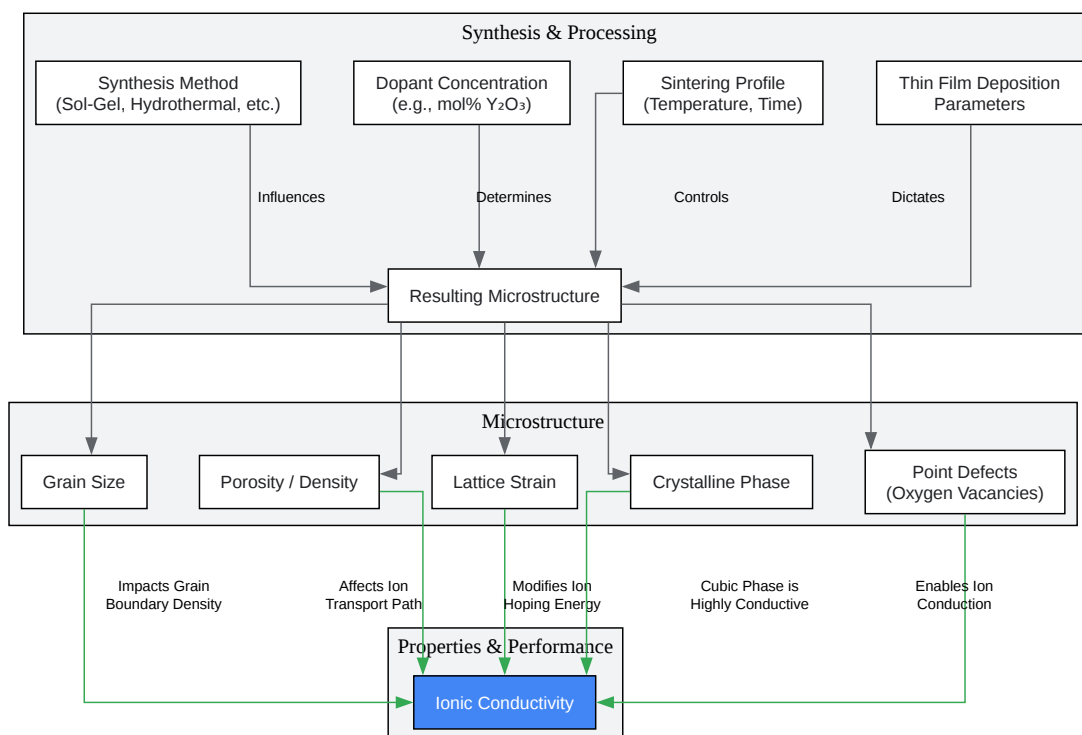 Synthesis & Processing
Synthesis Method
(Sol-Gel, Hydrothermal, etc.)
Dopant Concentration
(e.g., mol% Y₂O₃)
Sintering Profile
(Temperature, Time)
Thin Film Deposition
Parameters
Influences
Determines
Controls
Dictates
Resulting Microstructure
Microstructure
Grain Size
Porosity / Density
Lattice Strain
Crystalline Phase
Point Defects
(Oxygen Vacancies)
Impacts Grain
Boundary Density
Affects Ion
Transport Path
Modifies Ion
Hoping Energy
Cubic Phase is
Highly Conductive
Enables Ion
Conduction
Properties & Performance
Ionic Conductivity